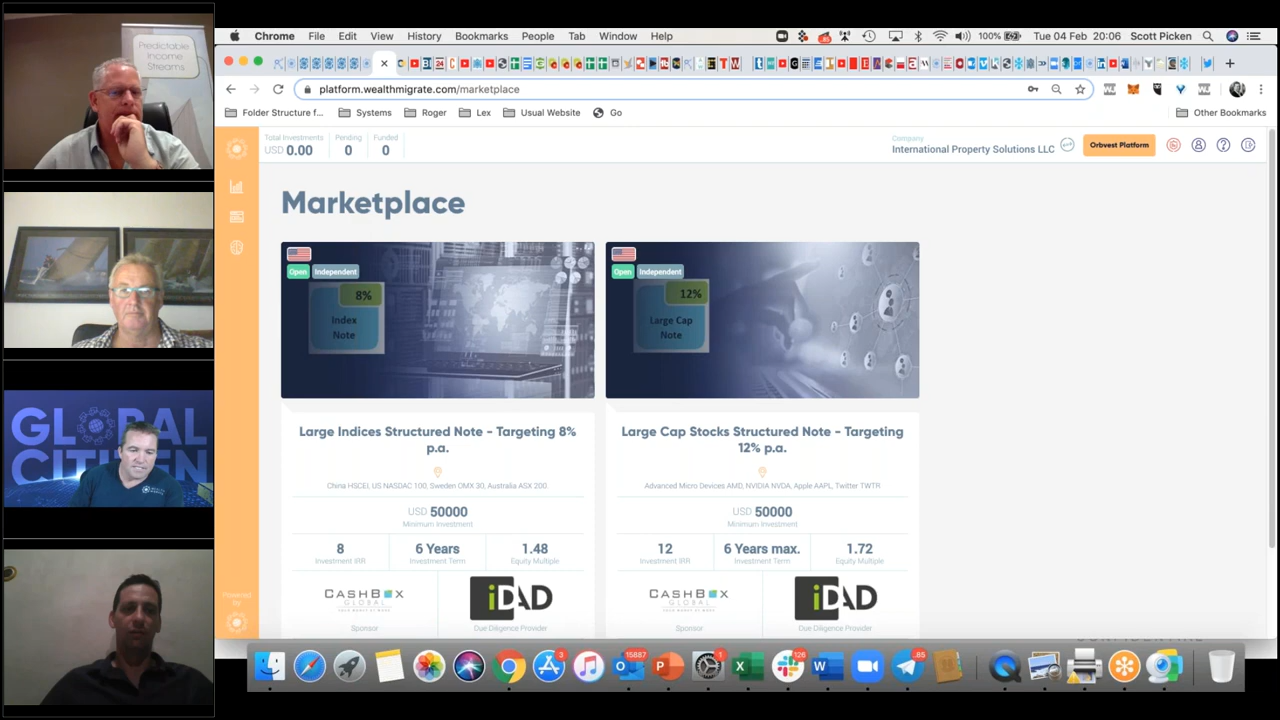 Predictable
Income
Streams
GLOBAL
CITIZEN
Chrome File Edit View History Bookmarks People Tab Window Help
100% Tue 04 Feb 20:06 Scott Picken
platform.wealthmigrate.com/marketplace
Folder Structure f... Systems Roger Lex Usual Website Go Other Bookmarks
Total Investments Pending Funded
USD 0.00 0 0
Company
International Property Solutions LLC
Orbvest Platform
Marketplace
Open Independent
8%
Index
Note
Large Indices Structured Note - Targeting 8%
p.a.
China HSCEI, US NASDAC 100, Sweden OMX 30, Australia ASX 200.
USD 50000
Minimum Investment
8 6 Years 1.48
Investment IRR Investment Term Equity Multiple
CASHBOX
GLOBAL
iDAD
Sponsor Due Diligence Provider
Open Independent
12%
Large Cap
Note
Large Cap Stocks Structured Note - Targeting
12% p.a.
Advanced Micro Devices AMD, NVIDIA NVDA, Apple AAPL, Twitter TWTR
USD 50000
Minimum Investment
12 6 Years max. 1.72
Investment IRR Investment Term Equity Multiple
CASHBOX
GLOBAL
iDAD
Sponsor Due Diligence Provider
Powered
by
3 15887 1 126 85